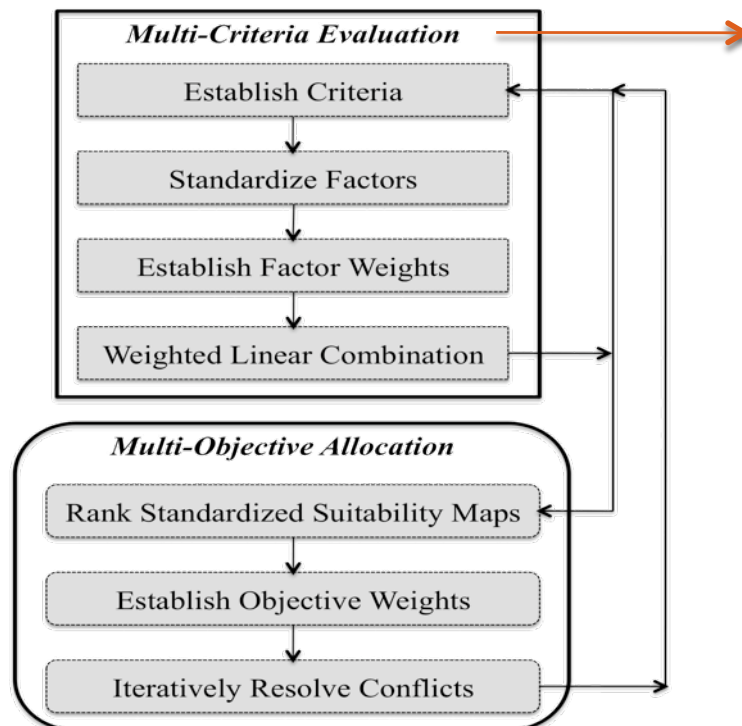 Multi-Criteria Evaluation
Establish Criteria
Standardize Factors
Establish Factor Weights
Weighted Linear Combination
Multi-Objective Allocation
Rank Standardized Suitability Maps
Establish Objective Weights
Iteratively Resolve Conflicts